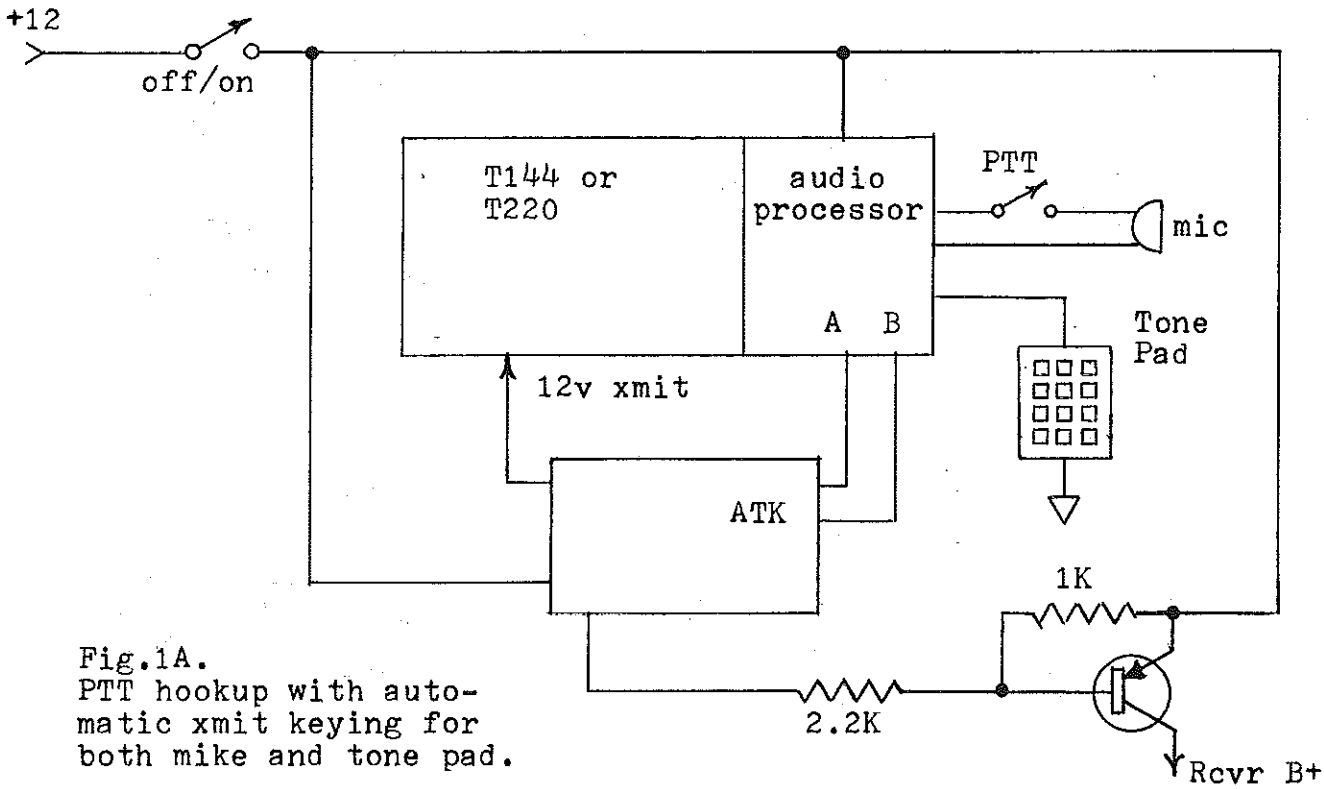 +12
off/on
T144 or
T220
audio
processor
PTT
mic
A B
Tone
Pad
12v xmit
ATK
1K
2.2K
Rcvr B+
Fig.1A.
PTT hookup with auto-
matic xmit keying for
both mike and tone pad.